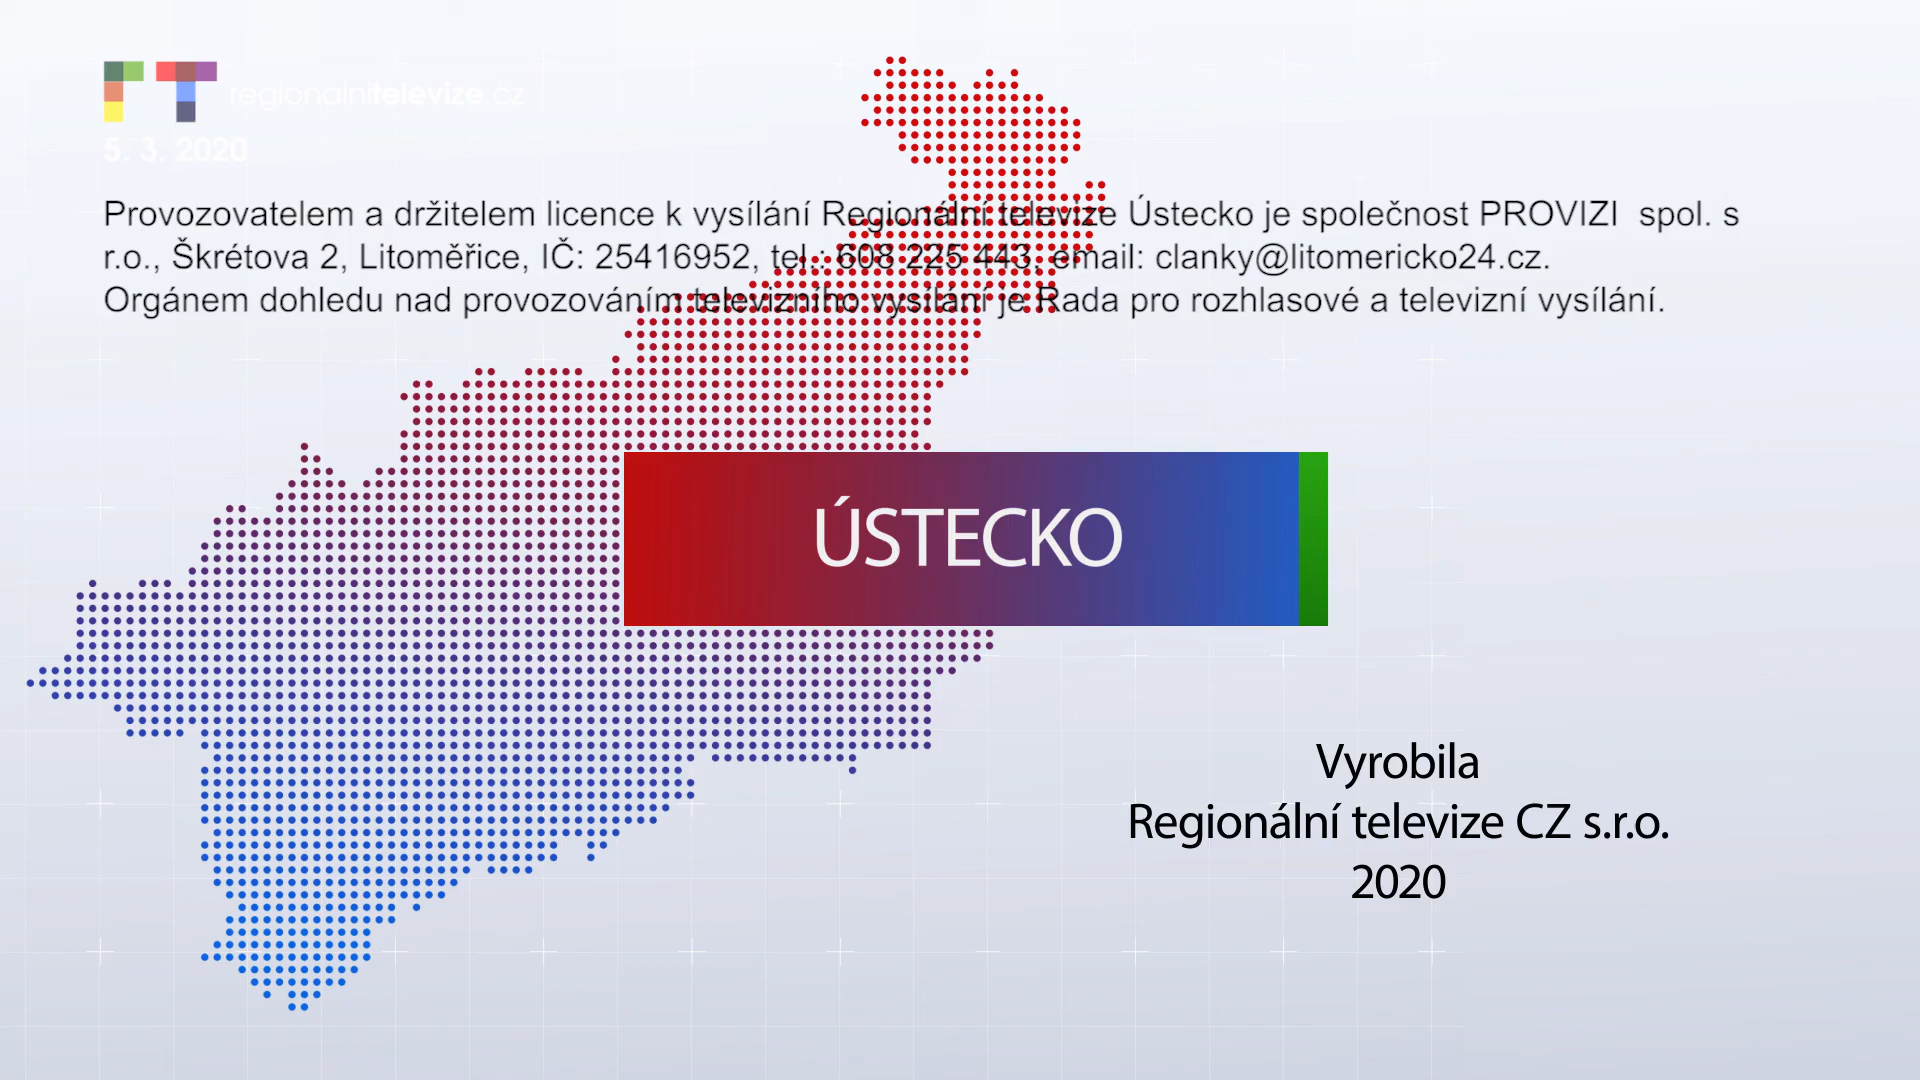 regionalnitelevize.cz
5. 3. 2020
Provozovatelem a držitelem licence k vysílání Regionální televize Ústecko je společnost PROVIZI  spol. s
r.o., Škrétova 2, Litoměřice, IČ: 25416952, tel.: 608 225 443, email: clanky@litomericko24.cz.
Orgánem dohledu nad provozováním televizního vysílání je Rada pro rozhlasové a televizní vysílání.
ÚSTECKO
Vyrobila
Regionální televize CZ s.r.o.
2020